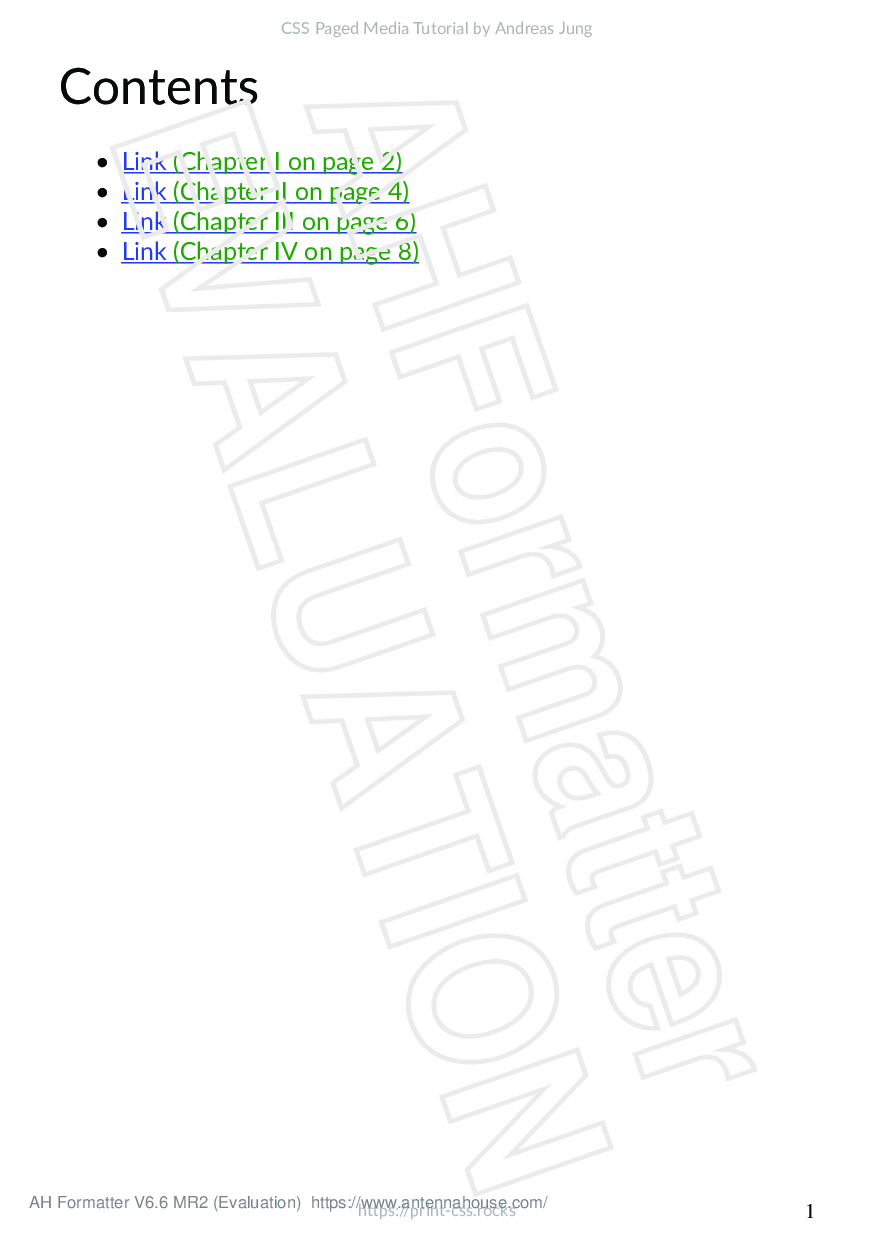 CSS Paged Media Tutorial by Andreas Jung
Contents
• Link (Chapter I on page 2)
• Link (Chapter II on page 4)
• Link (Chapter III on page 6)
• Link (Chapter IV on page 8)
AHFormatter
EVALUATION
AH Formatter V6.6 MR2 (Evaluation) https://www.antennahouse.com/
https://print-css.rocks
1